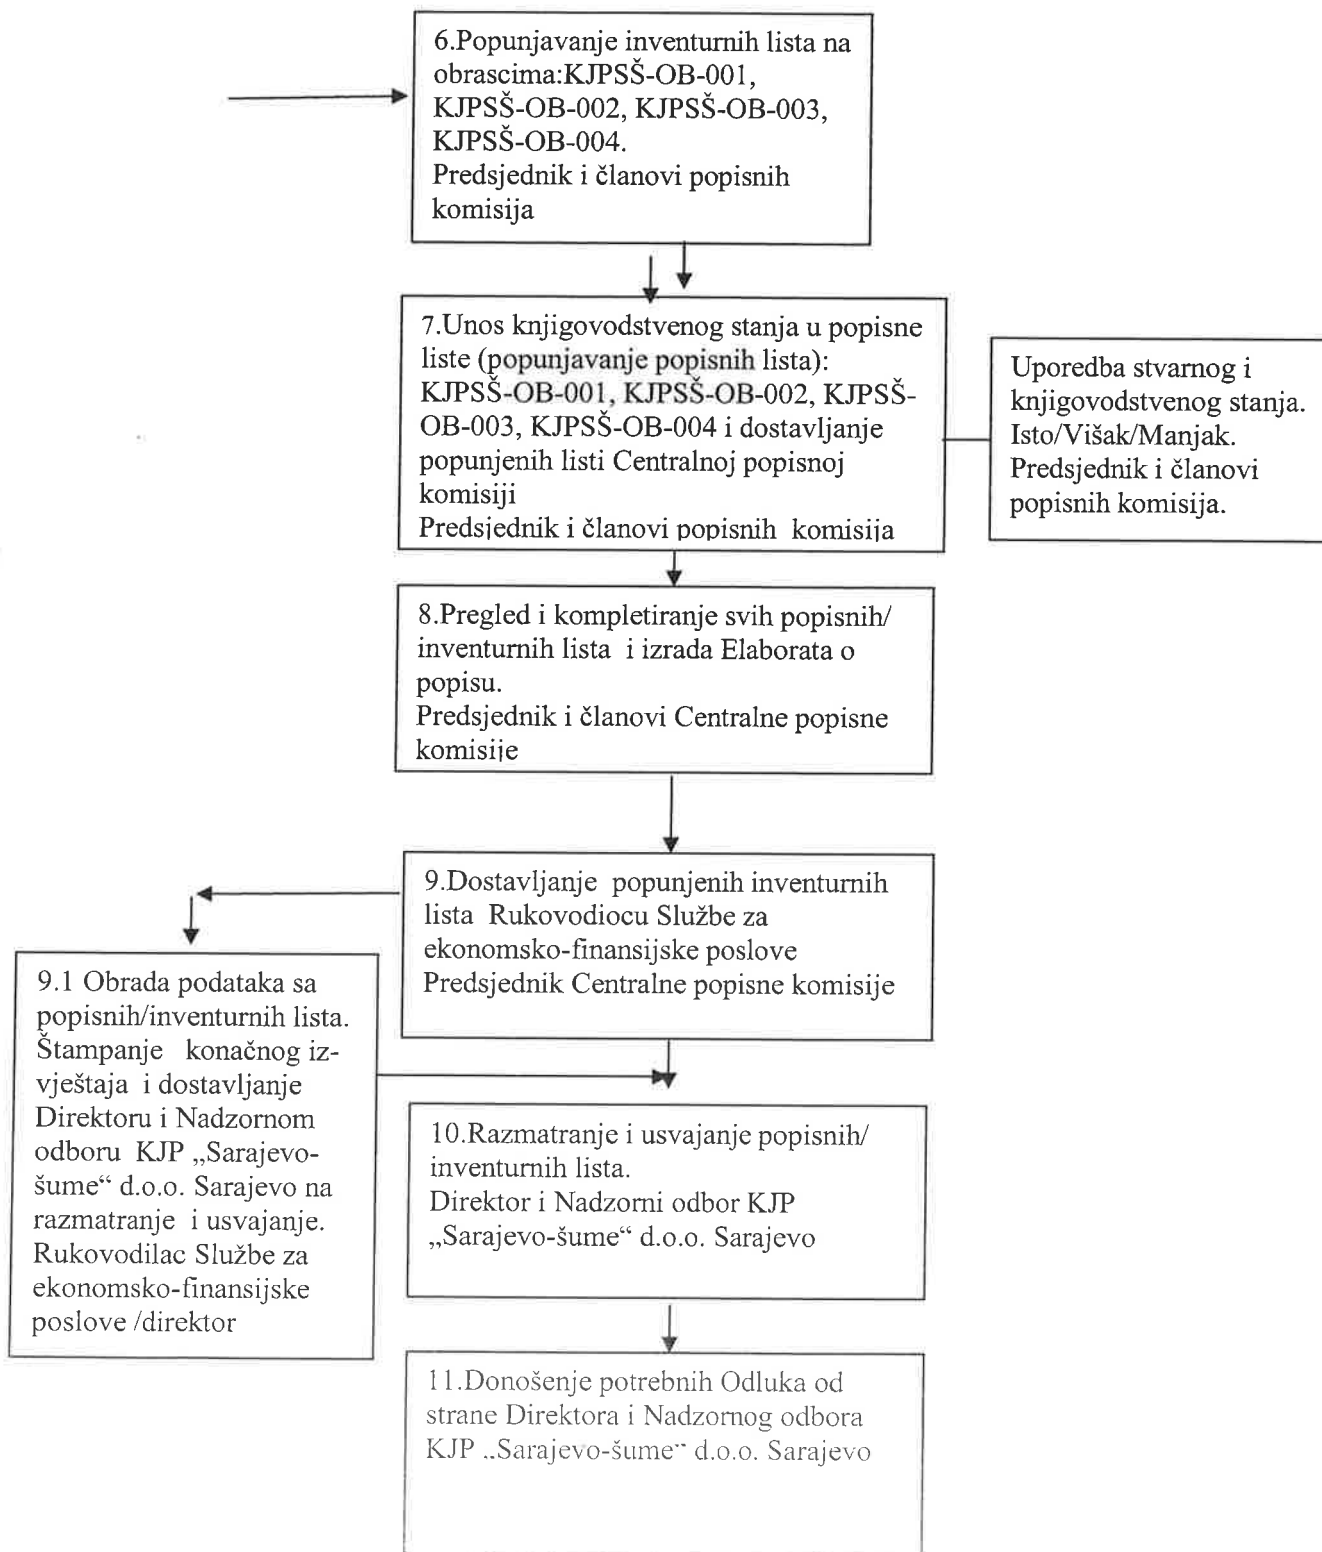 6.Popunjavanje inventurnih lista na
obrascima:KJPSŠ-OB-001,
KJPSŠ-OB-002, KJPSŠ-OB-003,
KJPSŠ-OB-004.
Predsjednik i članovi popisnih
komisija
7.Unos knjigovodstvenog stanja u popisne
liste (popunjavanje popisnih lista):
KJPSŠ-OB-001, KJPSŠ-OB-002, KJPSŠ-
OB-003, KJPSŠ-OB-004 i dostavljanje
popunjenih listi Centralnoj popisnoj
komisiji
Predsjednik i članovi popisnih komisija
Uporedba stvarnog i
knjigovodstvenog stanja.
Isto/Višak/Manjak.
Predsjednik i članovi
popisnih komisija.
8.Pregled i kompletiranje svih popisnih/
inventurnih lista i izrada Elaborata o
popisu.
Predsjednik i članovi Centralne popisne
komisije
9.Dostavljanje popunjenih inventurnih
lista Rukovodiocu Službe za
ekonomsko-finansijske poslove
Predsjednik Centralne popisne komisije
9.1 Obrada podataka sa
popisnih/inventurnih lista.
Štampanje konačnog iz-
vještaja i dostavljanje
Direktoru i Nadzornom
odboru KJP „Sarajevo-
šume“ d.o.o. Sarajevo na
razmatranje i usvajanje.
Rukovodilac Službe za
ekonomsko-finansijske
poslove /direktor
10.Razmatranje i usvajanje popisnih/
inventurnih lista.
Direktor i Nadzorni odbor KJP
„Sarajevo-šume“ d.o.o. Sarajevo
11.Donošenje potrebnih Odluka od
strane Direktora i Nadzornog odbora
KJP „Sarajevo-šume“ d.o.o. Sarajevo